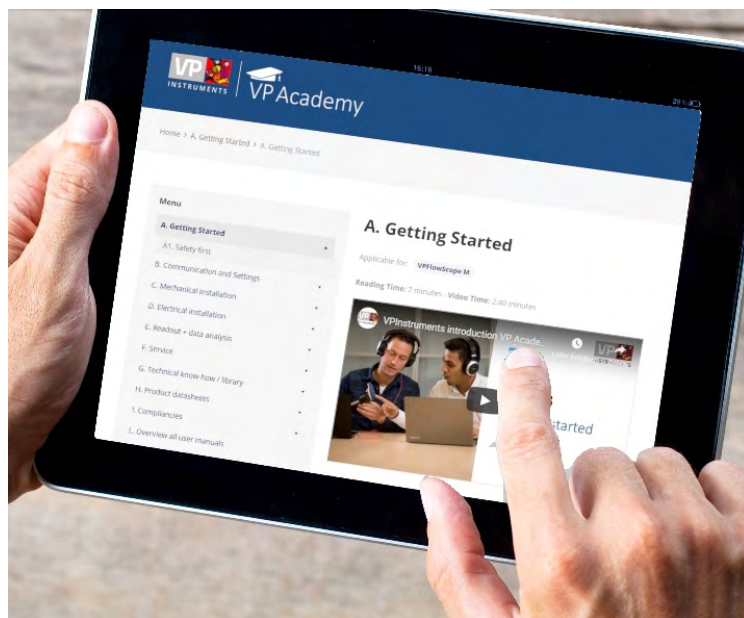 16:16
VP
INSTRUMENTS
VP Academy
Home > A. Getting Started > A. Getting Started
Menu
A. Getting Started
A1. Safety first
B. Communication and Settings
C. Mechanical installation
D. Electrical installation
E. Readout + data analysis
F. Service
G. Technical know-how / library
H. Product datasheets
I. Compliancies
L. Overview all user manuals
A. Getting Started
Applicable for: VPFlowScope M
Reading Time: 2 minutes - Video Time: 2:40 minutes
VPInstruments introduction VP Acade...
VP
started